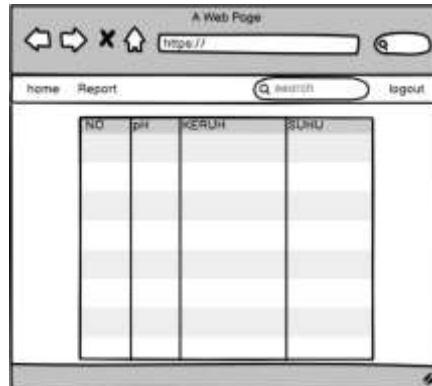 A Web Page
https://
home Report search logout
NO pH KERUH SUHU